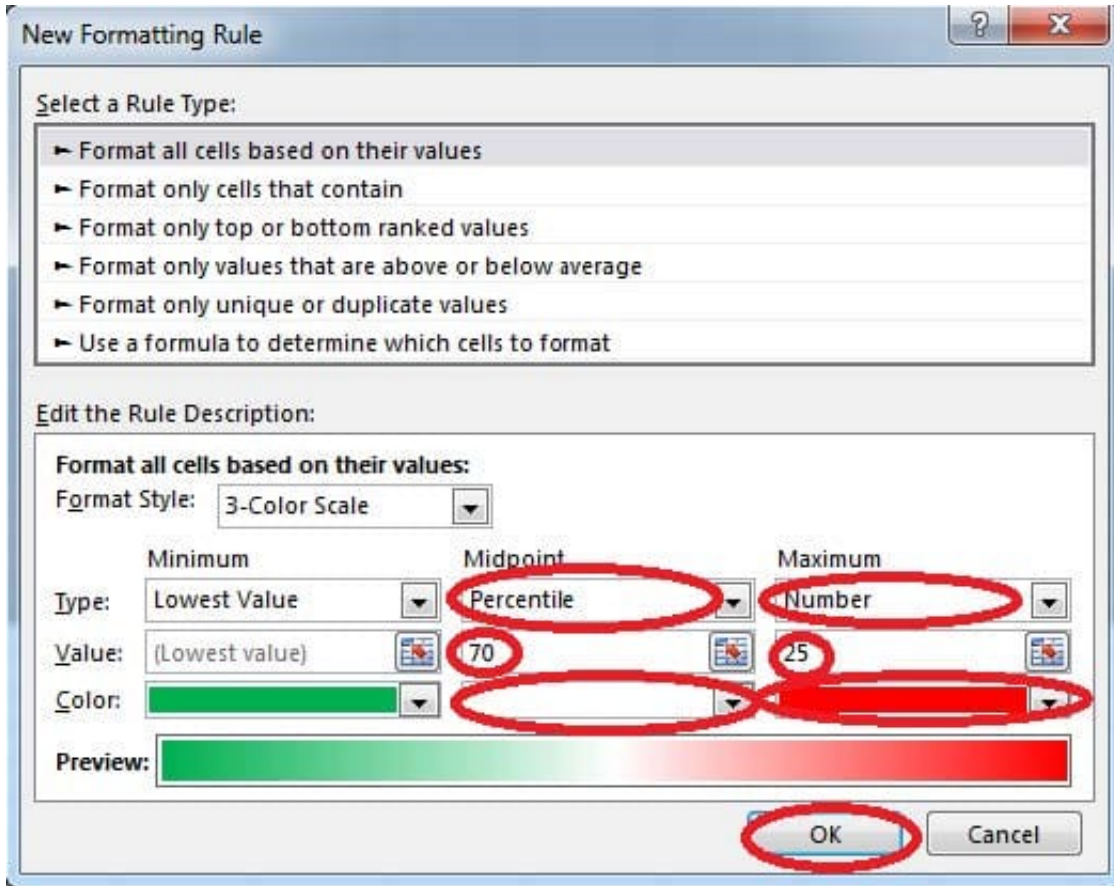 New Formatting Rule
Select a Rule Type:
► Format all cells based on their values
► Format only cells that contain
► Format only top or bottom ranked values
► Format only values that are above or below average
► Format only unique or duplicate values
► Use a formula to determine which cells to format
Edit the Rule Description:
Format all cells based on their values:
Format Style: 3-Color Scale
Minimum Midpoint Maximum
Type: Lowest Value Percentile Number
Value: (Lowest value) 70 25
Color:
Preview:
OK Cancel